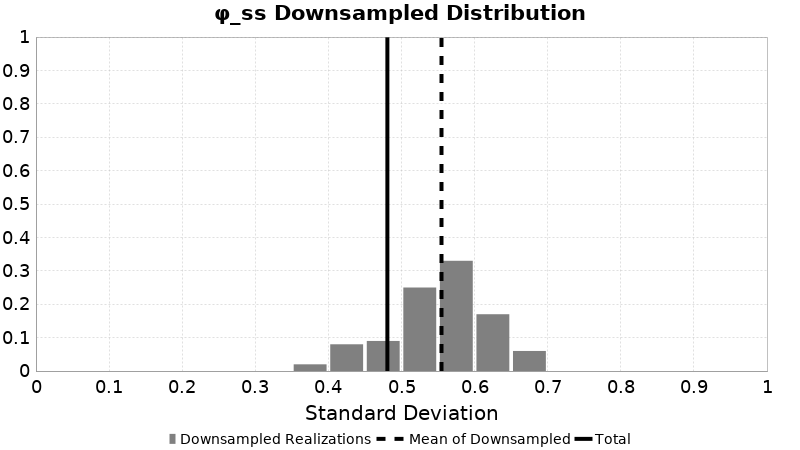 φ_ss Downsampled Distribution
1
0.9
0.8
0.7
0.6
0.5
0.4
0.3
0.2
0.1
0
0 0.1 0.2 0.3 0.4 0.5 0.6 0.7 0.8 0.9 1
Standard Deviation
Downsampled Realizations Mean of Downsampled Total